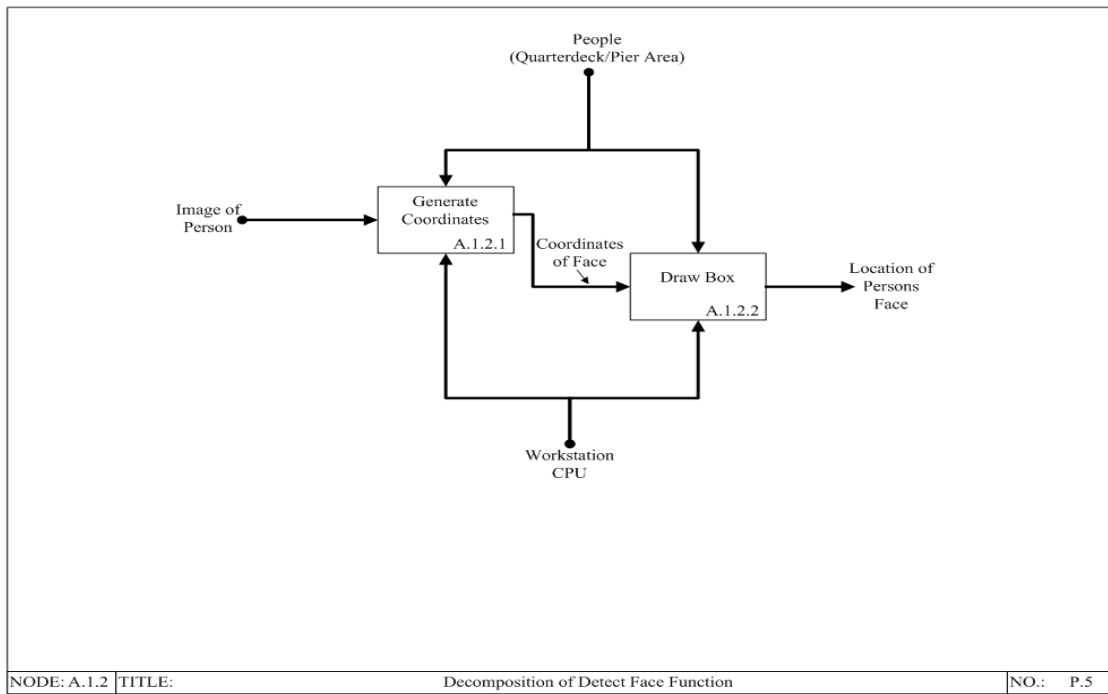 People
(Quarterdeck/Pier Area)
Image of
Person
Generate
Coordinates
A.1.2.1
Coordinates
of Face
Draw Box
A.1.2.2
Location of
Persons
Face
Workstation
CPU
NODE: A.1.2 TITLE: Decomposition of Detect Face Function NO.: P.5